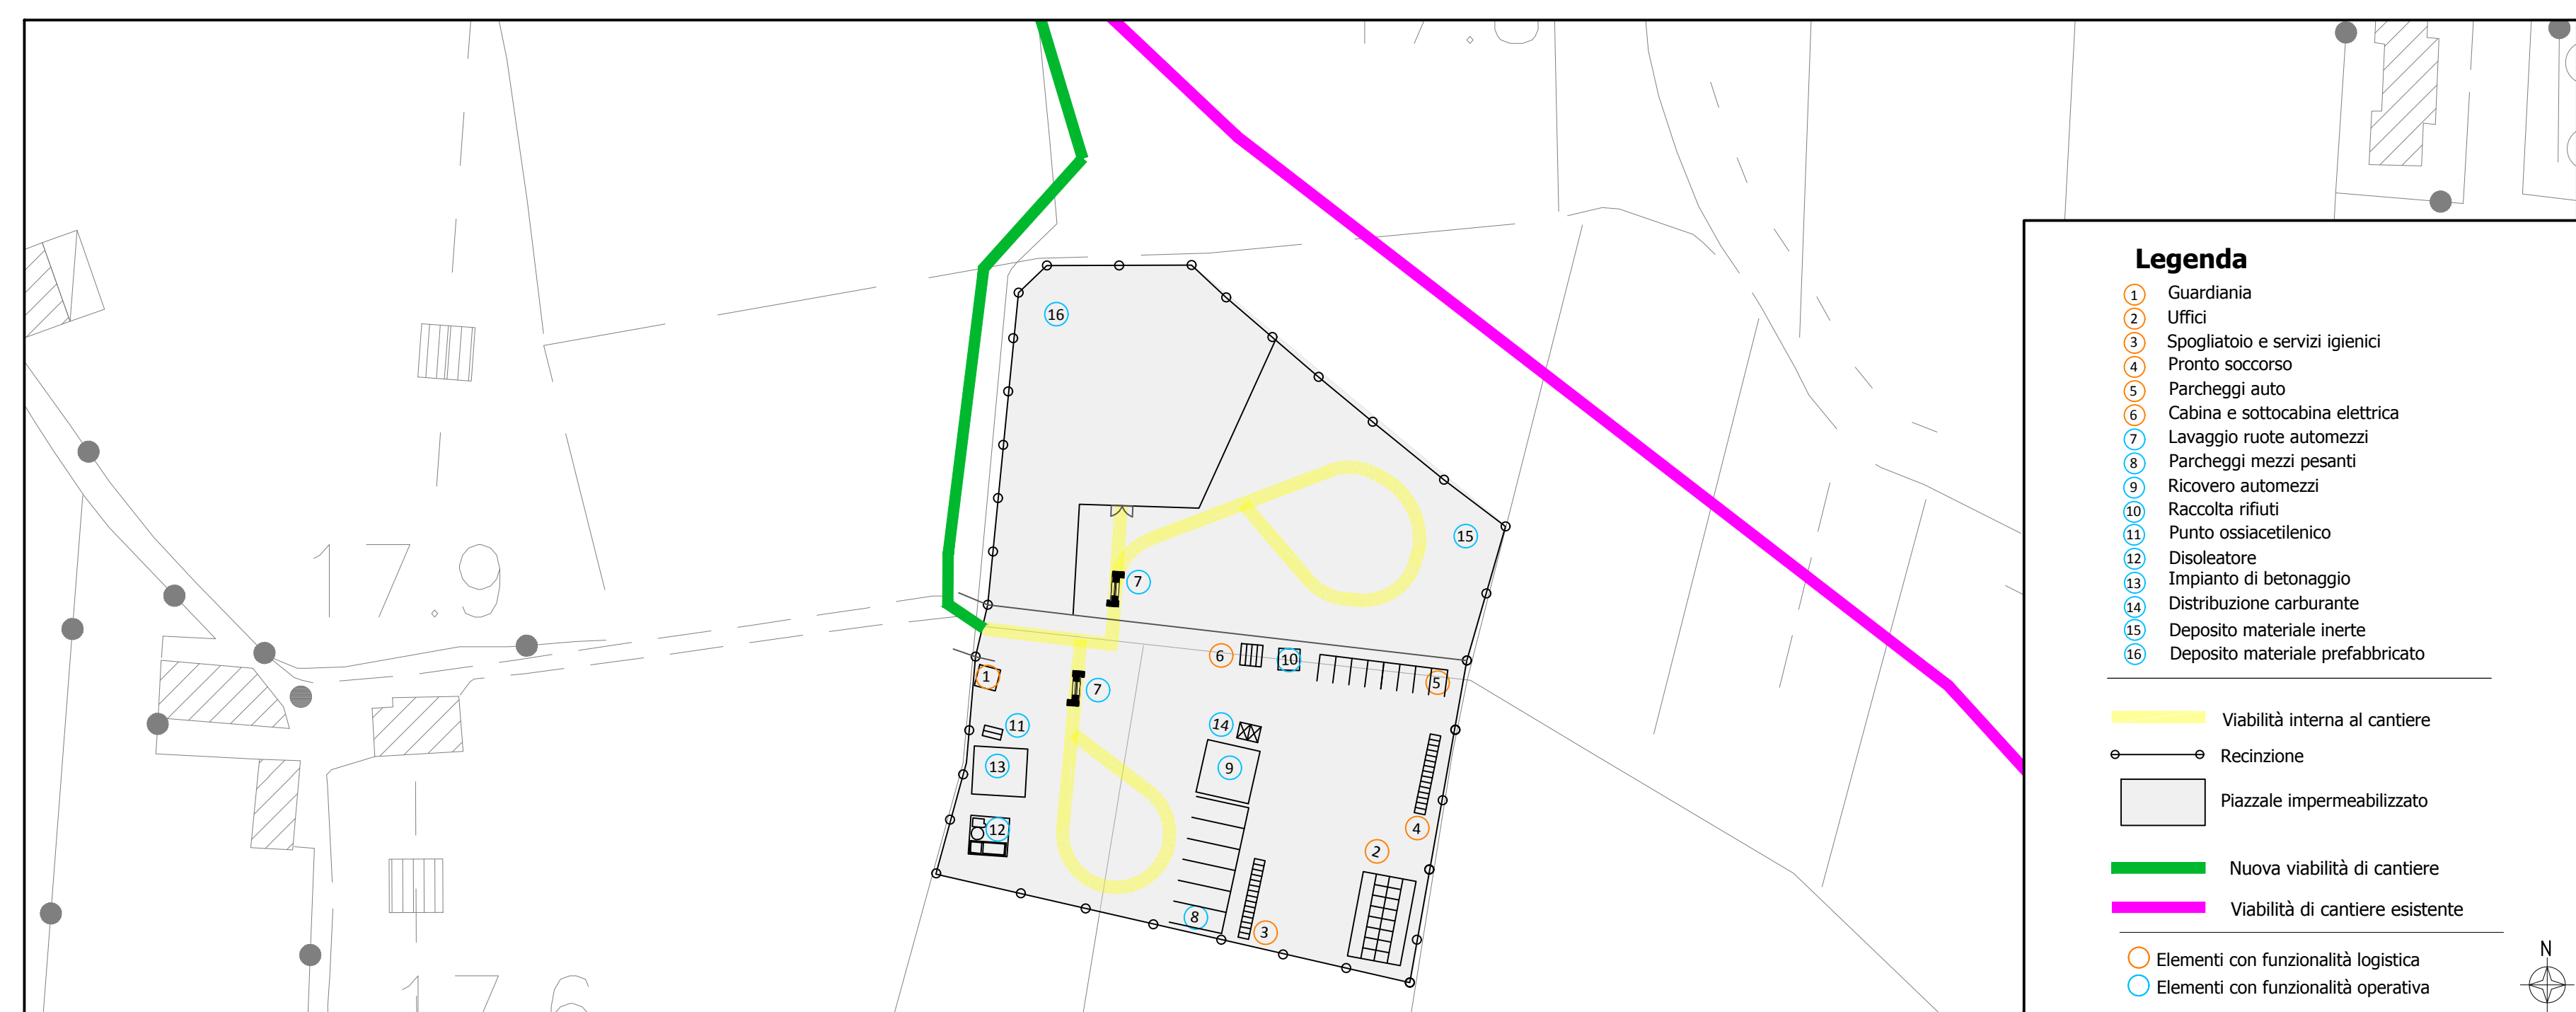 17.8
16
17.9
15
7
6
10
1
7
5
11
14
13
9
12
4
2
8
3
17.6
Legenda
1 Guardiania
2 Uffici
3 Spogliatoio e servizi igienici
4 Pronto soccorso
5 Parcheggi auto
6 Cabina e sottocabina elettrica
7 Lavaggio ruote automezzi
8 Parcheggi mezzi pesanti
9 Ricovero automezzi
10 Raccolta rifiuti
11 Punto ossiacetilenico
12 Disoleatore
13 Impianto di betonaggio
14 Distribuzione carburante
15 Deposito materiale inerte
16 Deposito materiale prefabbricato
Viabilità interna al cantiere
Recinzione
Piazzale impermeabilizzato
Nuova viabilità di cantiere
Viabilità di cantiere esistente
Elementi con funzionalità logistica
Elementi con funzionalità operativa
N